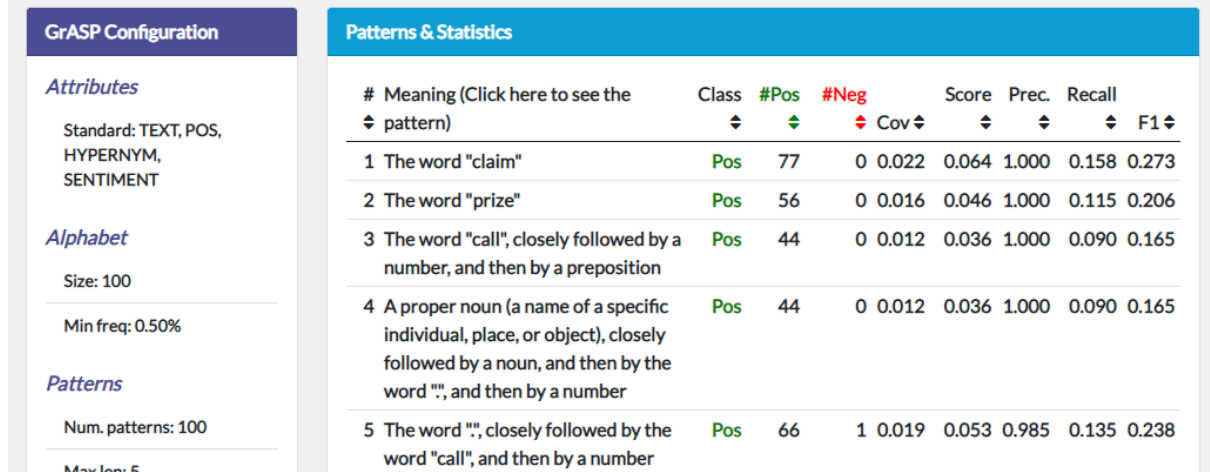 GrASP Configuration
Attributes
Standard: TEXT, POS,
HYPERNYM,
SENTIMENT
Alphabet
Size: 100
Min freq: 0.50%
Patterns
Num. patterns: 100
Max len: 5
Patterns & Statistics
# Meaning (Click here to see the Class #Pos #Neg Score Prec. Recall
pattern) Cov F1
1 The word "claim" Pos 77 0 0.022 0.064 1.000 0.158 0.273
2 The word "prize" Pos 56 0 0.016 0.046 1.000 0.115 0.206
3 The word "call", closely followed by a Pos 44 0 0.012 0.036 1.000 0.090 0.165
number, and then by a preposition
4 A proper noun (a name of a specific Pos 44 0 0.012 0.036 1.000 0.090 0.165
individual, place, or object), closely
followed by a noun, and then by the
word ".", and then by a number
5 The word ".", closely followed by the Pos 66 1 0.019 0.053 0.985 0.135 0.238
word "call", and then by a number